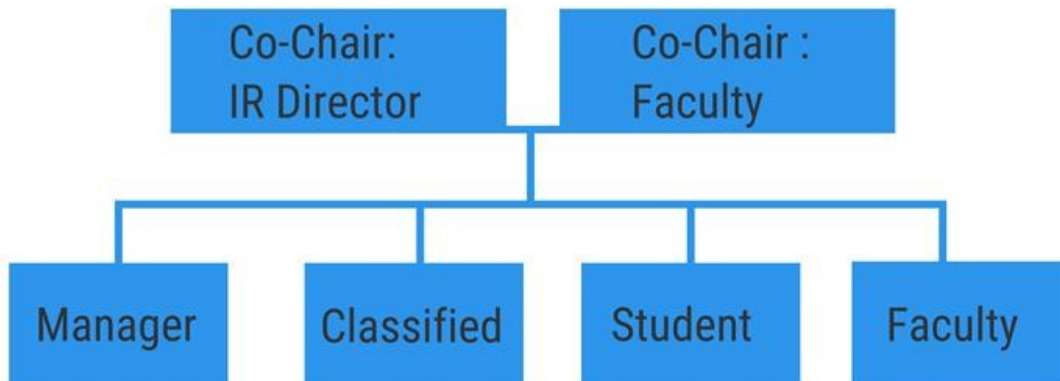 Co-Chair:
IR Director
Co-Chair :
Faculty
Manager
Classified
Student
Faculty